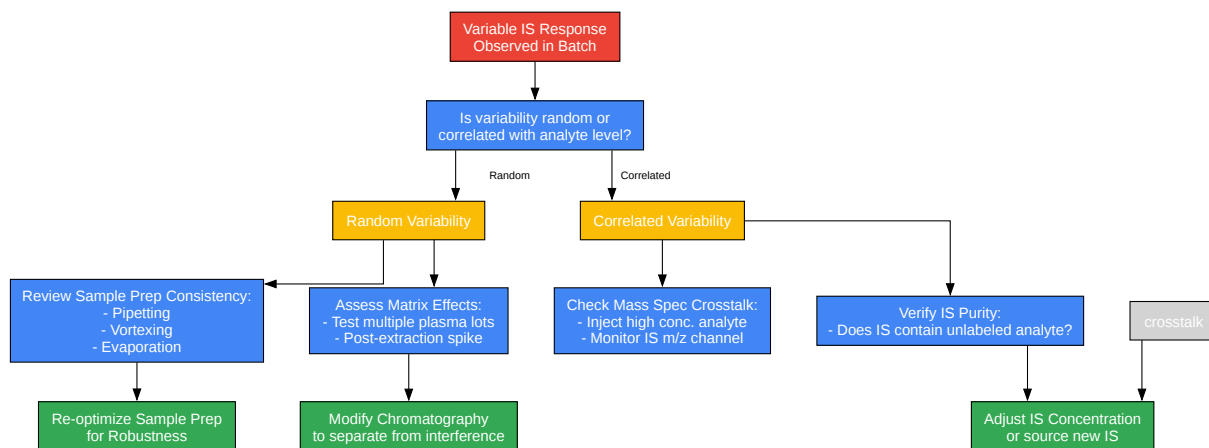 Variable IS Response
Observed in Batch
Is variability random or
correlated with analyte level?
Random
Correlated
Random Variability
Correlated Variability
Review Sample Prep Consistency:
- Pipetting
- Vortexing
- Evaporation
Assess Matrix Effects:
- Test multiple plasma lots
- Post-extraction spike
Check Mass Spec Crosstalk:
- Inject high conc. analyte
- Monitor IS m/z channel
Verify IS Purity:
- Does IS contain unlabeled analyte?
crosstalk
Re-optimize Sample Prep
for Robustness
Modify Chromatography
to separate from interference
Adjust IS Concentration
or source new IS